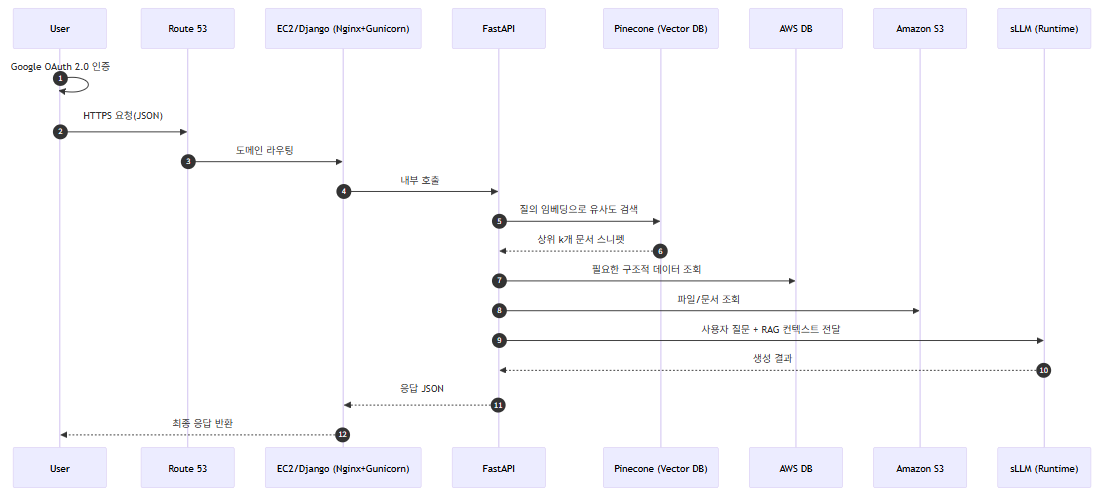 User
Route 53
EC2/Django (Nginx+Gunicorn)
FastAPI
Pinecone (Vector DB)
AWS DB
Amazon S3
sLLM (Runtime)
Google OAuth 2.0 인증
1
HTTPS 요청(JSON)
2
도메인 라우팅
3
내부 호출
4
질의 임베딩으로 유사도 검색
5
상위 k개 문서 스니펫
6
필요한 구조적 데이터 조회
7
파일/문서 조회
8
사용자 질문 + RAG 컨텍스트 전달
9
생성 결과
10
응답 JSON
11
최종 응답 반환
12
User
Route 53
EC2/Django (Nginx+Gunicorn)
FastAPI
Pinecone (Vector DB)
AWS DB
Amazon S3
sLLM (Runtime)